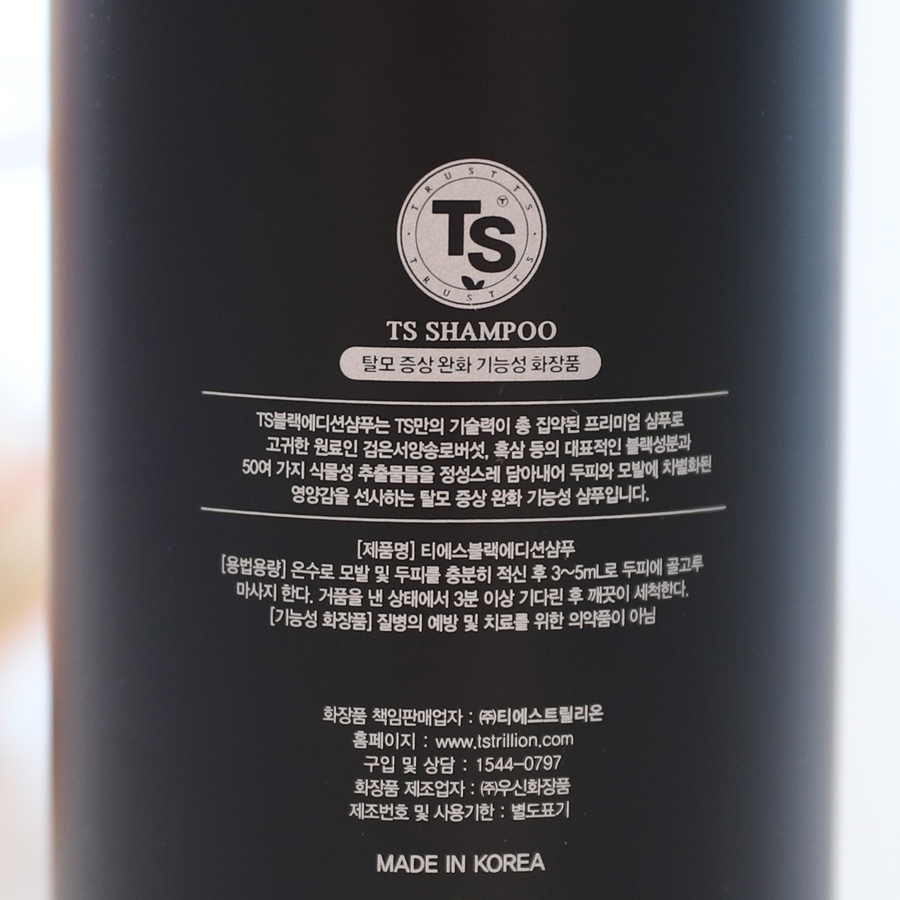 TRUST TS
TS
TRUST TS
TS SHAMPOO
탈모 증상 완화 기능성 화장품
TS블랙에디션샴푸는 TS만의 기술력이 총 집약된 프리미엄 샴푸로
고귀한 원료인 검은서양송로버섯, 흑삼 등의 대표적인 블랙성분과
50여 가지 식물성 추출물들을 정성스레 담아내어 두피와 모발에 차별화된
영양감을 선사하는 탈모 증상 완화 기능성 샴푸입니다.
[제품명] 티에스블랙에디션샴푸
[용법용량] 온수로 모발 및 두피를 충분히 적신 후 3~5mL로 두피에 골고루
마사지 한다. 거품을 낸 상태에서 3분 이상 기다린 후 깨끗이 세척한다.
[기능성 화장품] 질병의 예방 및 치료를 위한 의약품이 아님
화장품 책임판매업자 : ㈜티에스트릴리온
홈페이지 : www.tstrillion.com
구입 및 상담 : 1544-0797
화장품 제조업자 : ㈜우신화장품
제조번호 및 사용기한 : 별도표기
MADE IN KOREA